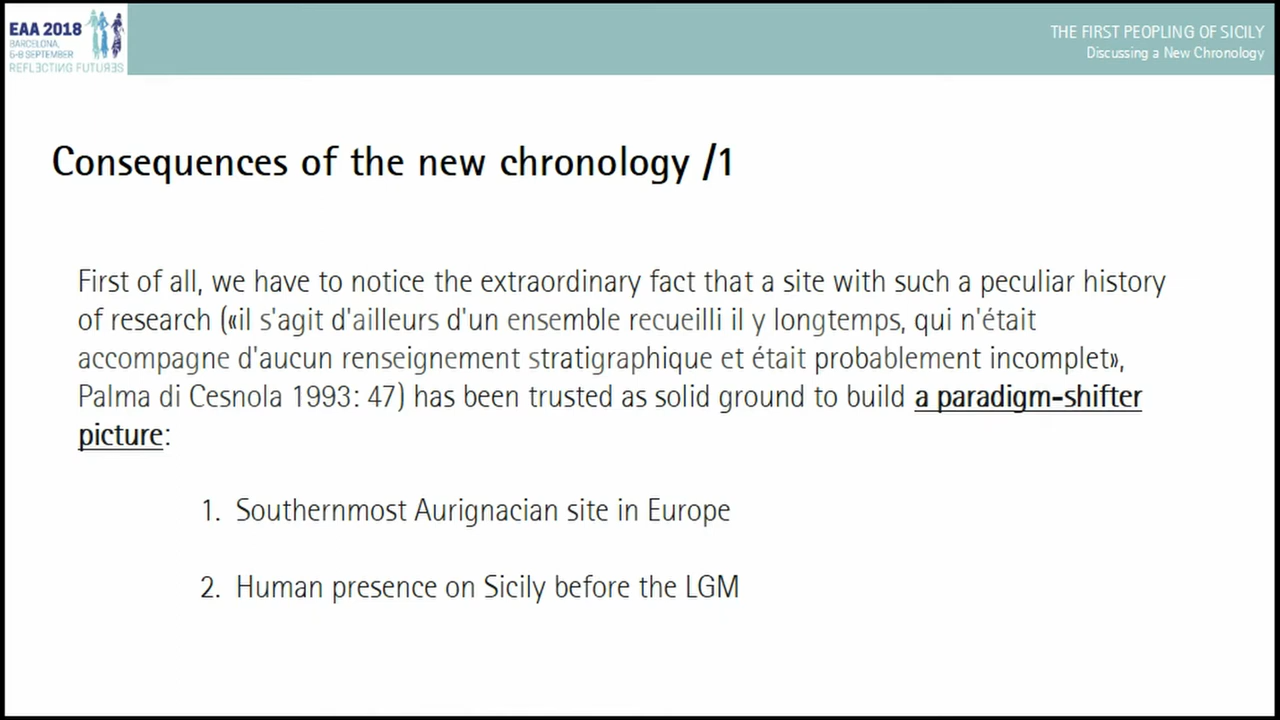 EAA 2018
BARCELONA,
5-8 SEPTEMBER
REFLECTING FUTURES
THE FIRST PEOPLING OF SICILY
Discussing a New Chronology
Consequences of the new chronology /1
First of all, we have to notice the extraordinary fact that a site with such a peculiar history
of research («il s'agit d'ailleurs d'un ensemble recueilli il y longtemps, qui n'était
accompagne d'aucun renseignement stratigraphique et était probablement incomplet»,
Palma di Cesnola 1993: 47) has been trusted as solid ground to build a paradigm-shifter
picture:
1. Southernmost Aurignacian site in Europe
2. Human presence on Sicily before the LGM